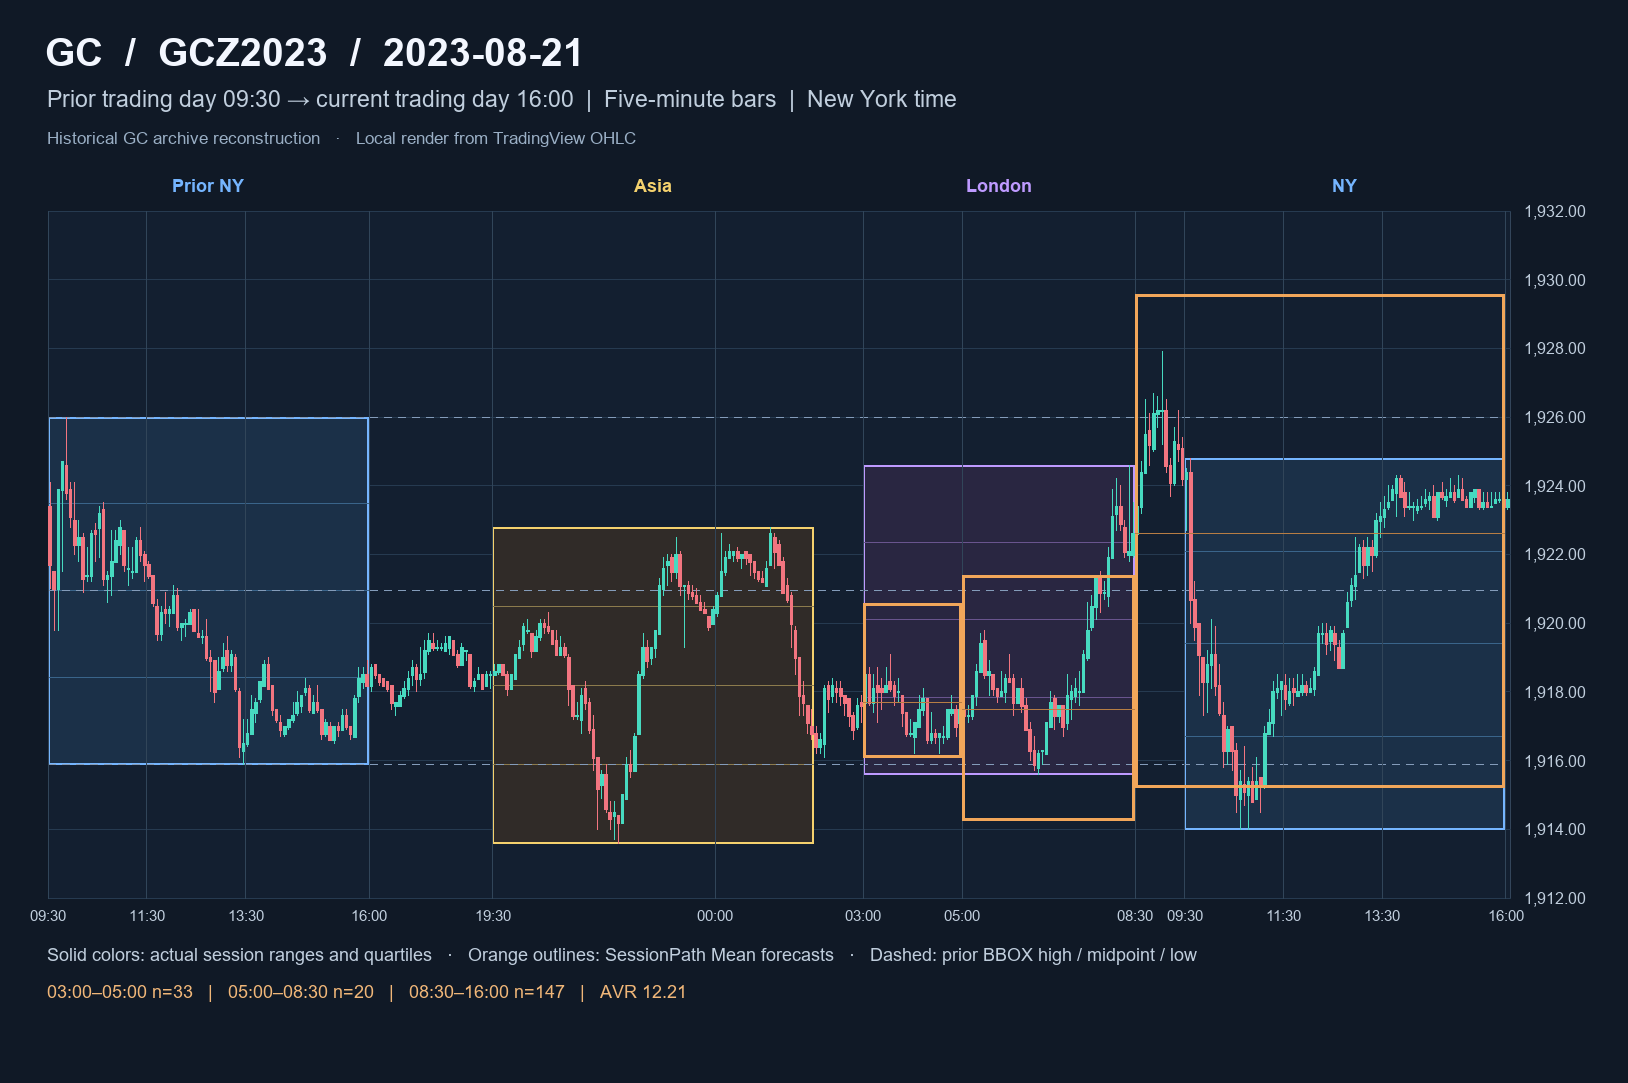 GC / GCZ2023 / 2023-08-21
Prior trading day 09:30 → current trading day 16:00 | Five-minute bars | New York time
Historical GC archive reconstruction · Local render from TradingView OHLC
Prior NY Asia London NY
1,932.00
1,930.00
1,928.00
1,926.00
1,924.00
1,922.00
1,920.00
1,918.00
1,916.00
1,914.00
1,912.00
09:30 11:30 13:30 16:00 19:30 00:00 03:00 05:00 08:30 09:30 11:30 13:30 16:00
Solid colors: actual session ranges and quartiles · Orange outlines: SessionPath Mean forecasts · Dashed: prior BBOX high / midpoint / low
03:00–05:00 n=33 | 05:00–08:30 n=20 | 08:30–16:00 n=147 | AVR 12.21